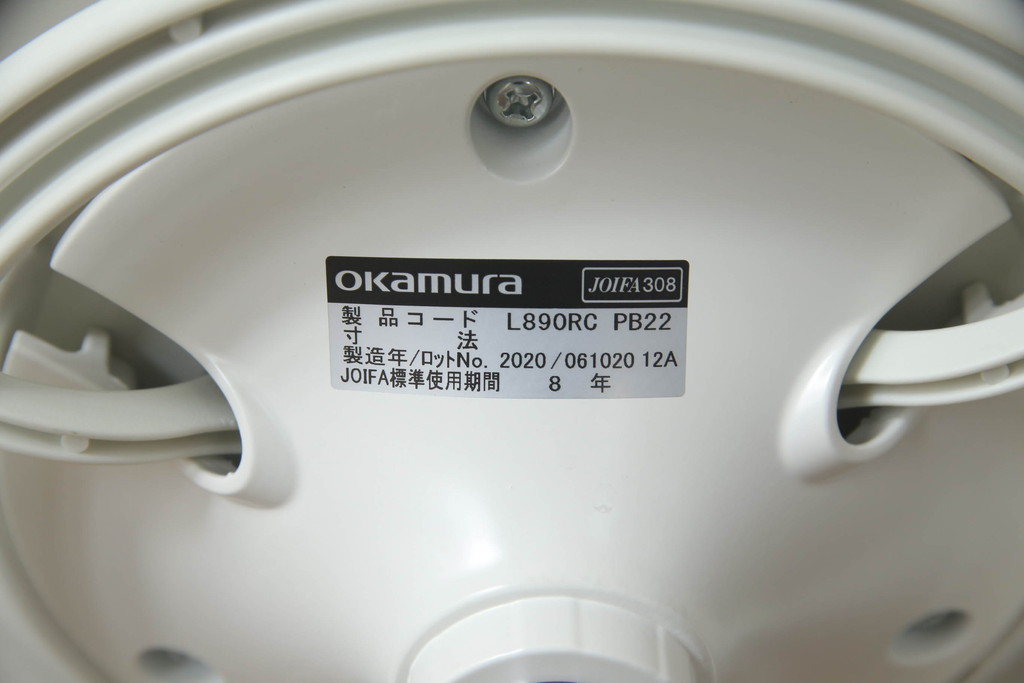 OKAMURA
JOIFA308
製品コード L890RC PB22
寸法
製造年/ロットNo. 2020/061020 12A
JOIFA標準使用期間 8 年